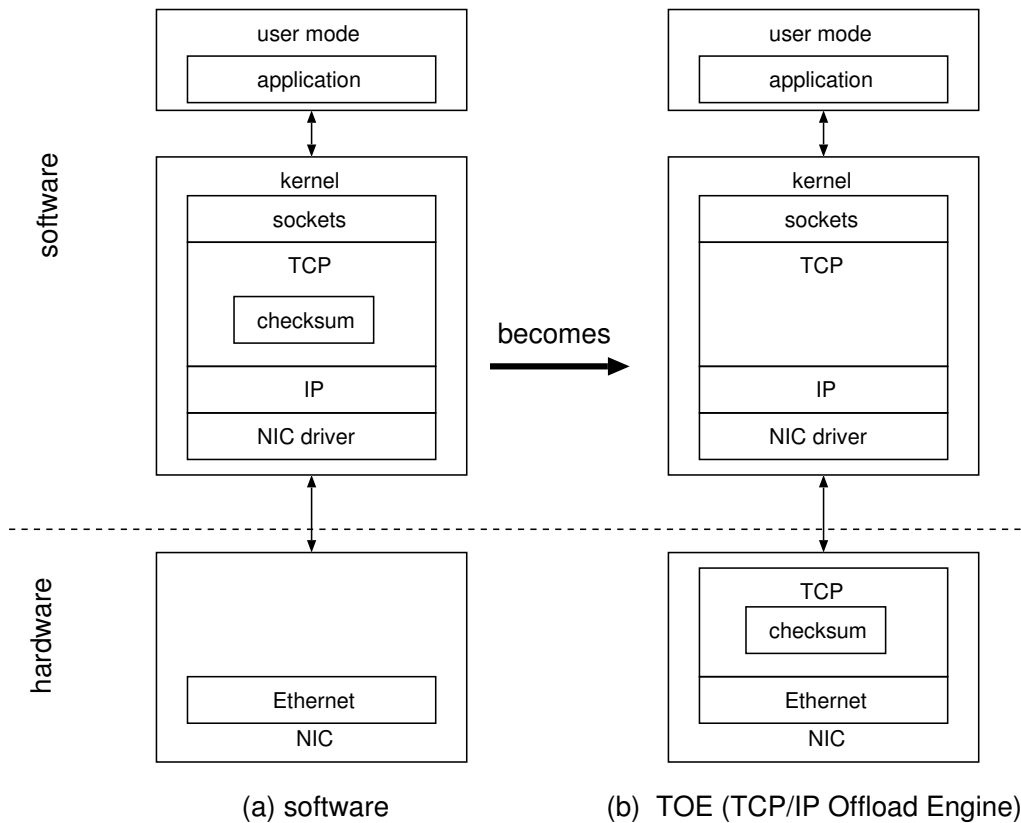 software
user mode
application
kernel
sockets
TCP
checksum
IP
NIC driver
becomes
user mode
application
kernel
sockets
TCP
IP
NIC driver
hardware
Ethernet
NIC
TCP
checksum
Ethernet
NIC
(a) software
(b) TOE (TCP/IP Offload Engine)